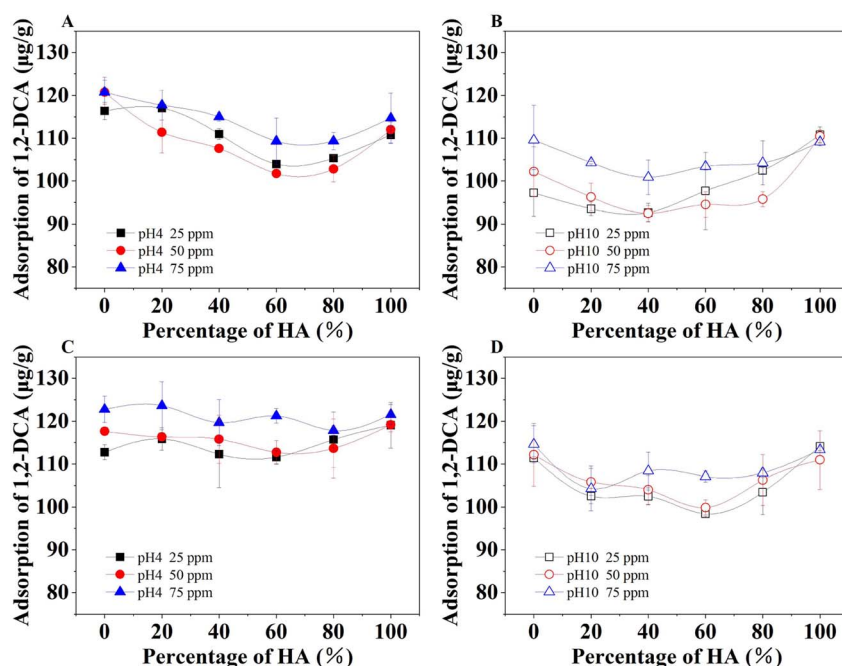 A
Adsorption of 1,2-DCA (μg/g)
130
120
110
100
90
80
pH4 25 ppm
pH4 50 ppm
pH4 75 ppm
0 20 40 60 80 100
Percentage of HA (%)
B
Adsorption of 1,2-DCA (μg/g)
130
120
110
100
90
80
pH10 25 ppm
pH10 50 ppm
pH10 75 ppm
0 20 40 60 80 100
Percentage of HA (%)
C
Adsorption of 1,2-DCA (μg/g)
130
120
110
100
90
80
pH4 25 ppm
pH4 50 ppm
pH4 75 ppm
0 20 40 60 80 100
Percentage of HA (%)
D
Adsorption of 1,2-DCA (μg/g)
130
120
110
100
90
80
pH10 25 ppm
pH10 50 ppm
pH10 75 ppm
0 20 40 60 80 100
Percentage of HA (%)